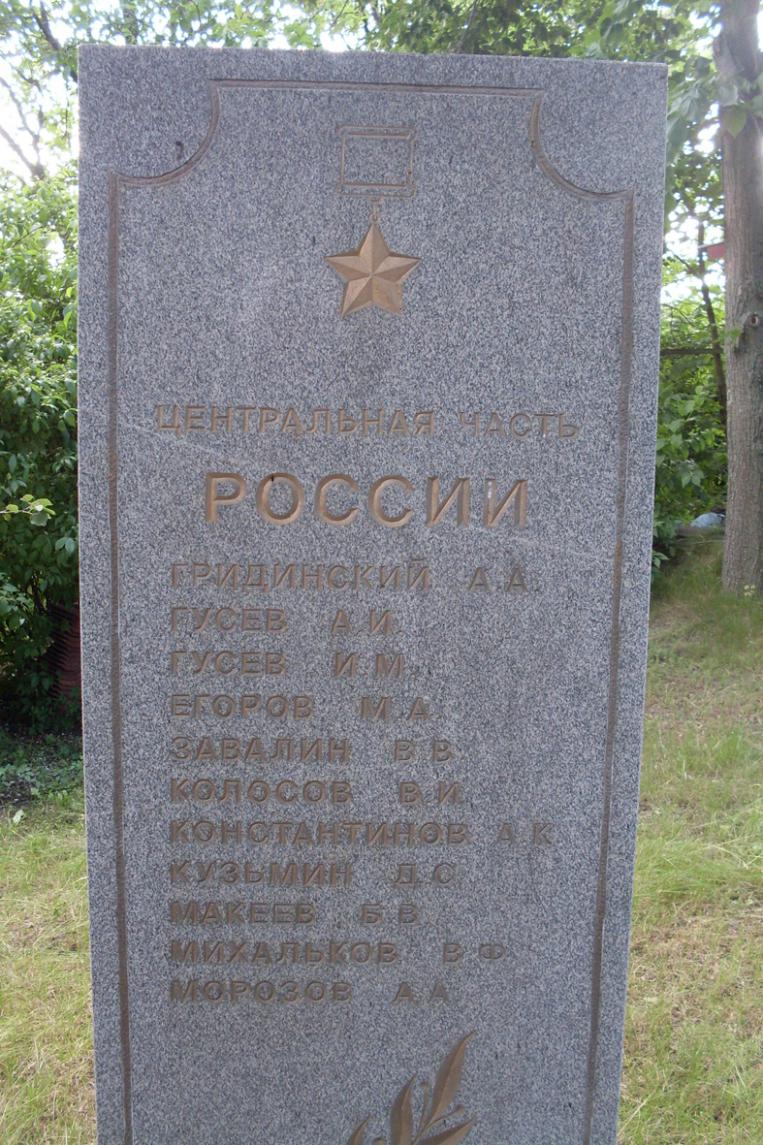 ЦЕНТРАЛЬНАЯ ЧАСТЬ
РОССИИ
ГРИДИНСКИЙ А.А.
ГУСЕВ А.И.
ГУСЕВ И.М.
ЕГОРОВ М.А.
ЗАВАЛИН В.В.
КОЛОСОВ В.И.
КОНСТАНТИНОВ А.К.
КУЗЬМИН Д.С.
МАКЕЕВ Б.В.
МИХАЛЬКОВ В.Ф.
МОРОЗОВ А.А.